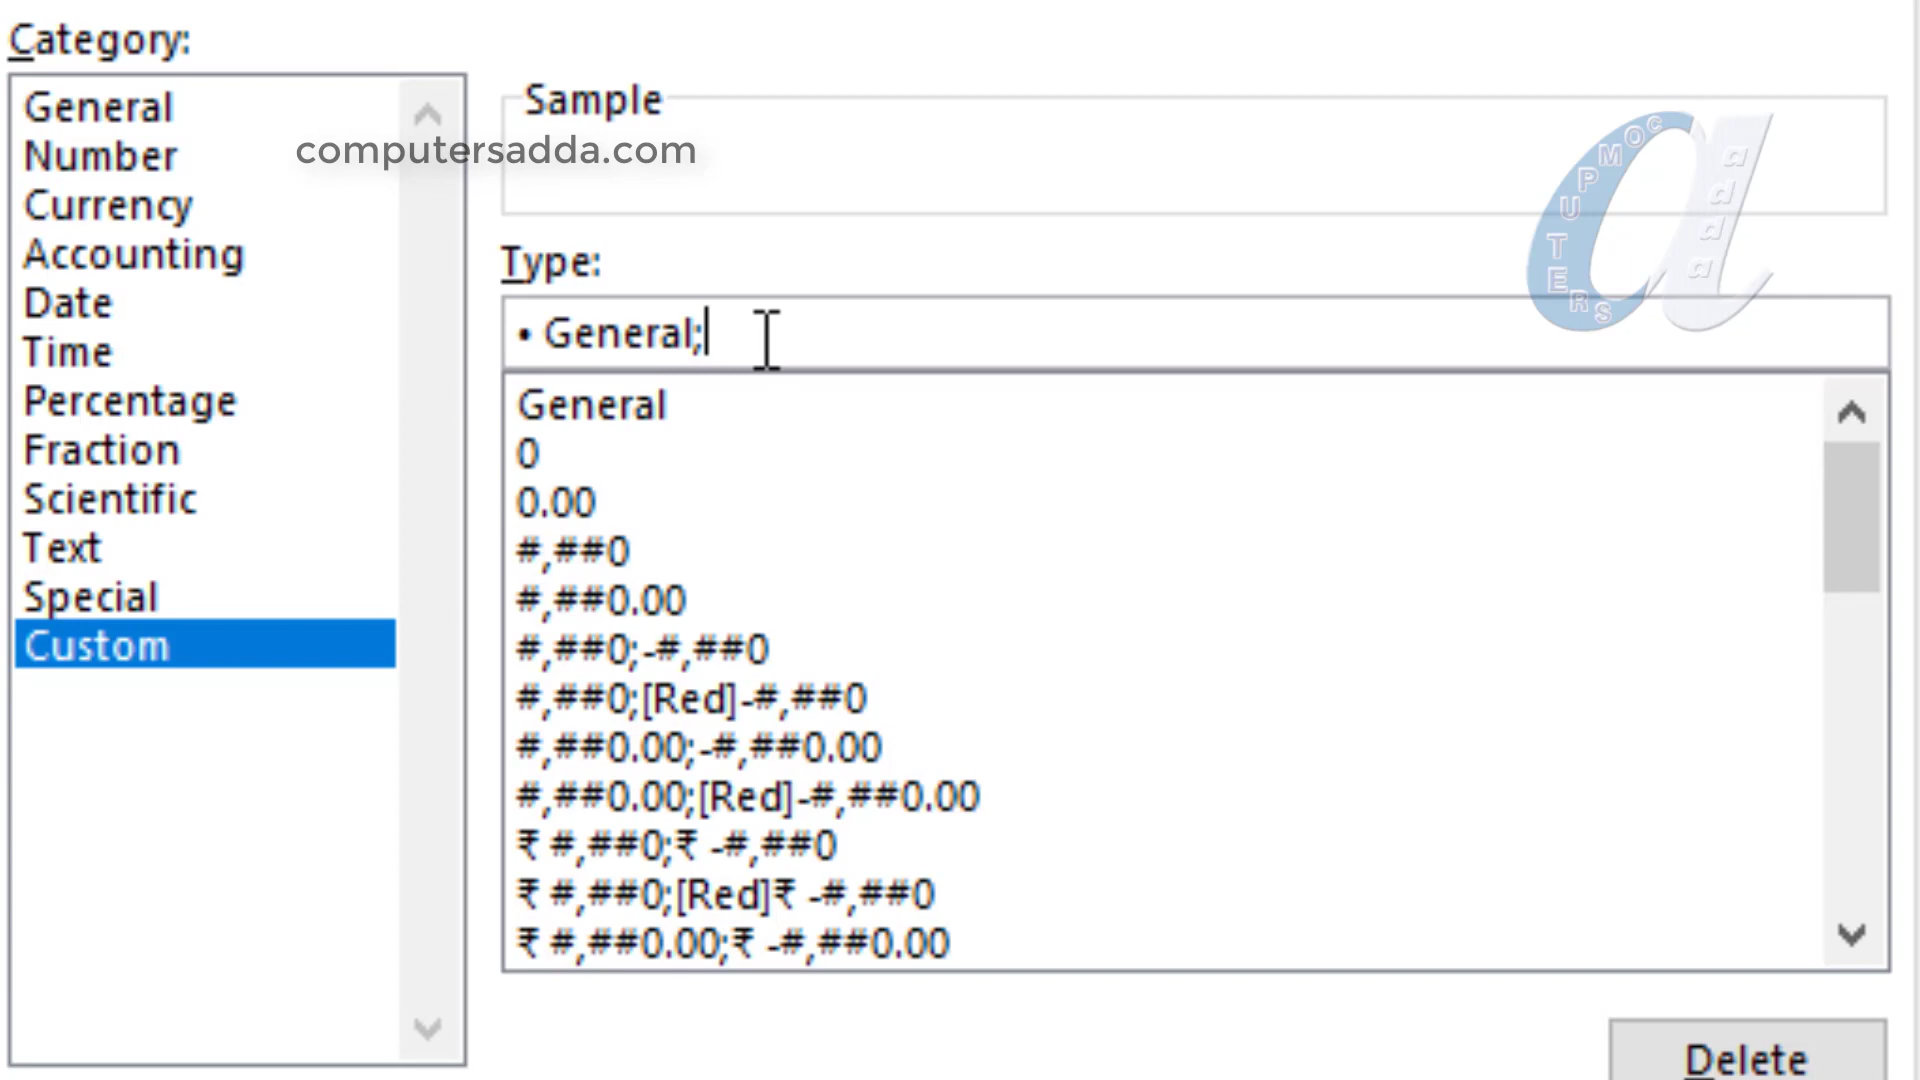 Category:
General
Number
Currency
Accounting
Date
Time
Percentage
Fraction
Scientific
Text
Special
Custom
computersadda.com
Sample
COMPUTERS
adda
Type:
• General;
General
0
0.00
#,##0
#,##0.00
#,##0;-#,##0
#,##0;[Red]-#,##0
#,##0.00;-#,##0.00
#,##0.00;[Red]-#,##0.00
₹ #,##0;₹ -#,##0
₹ #,##0;[Red]₹ -#,##0
₹ #,##0.00;₹ -#,##0.00
Delete